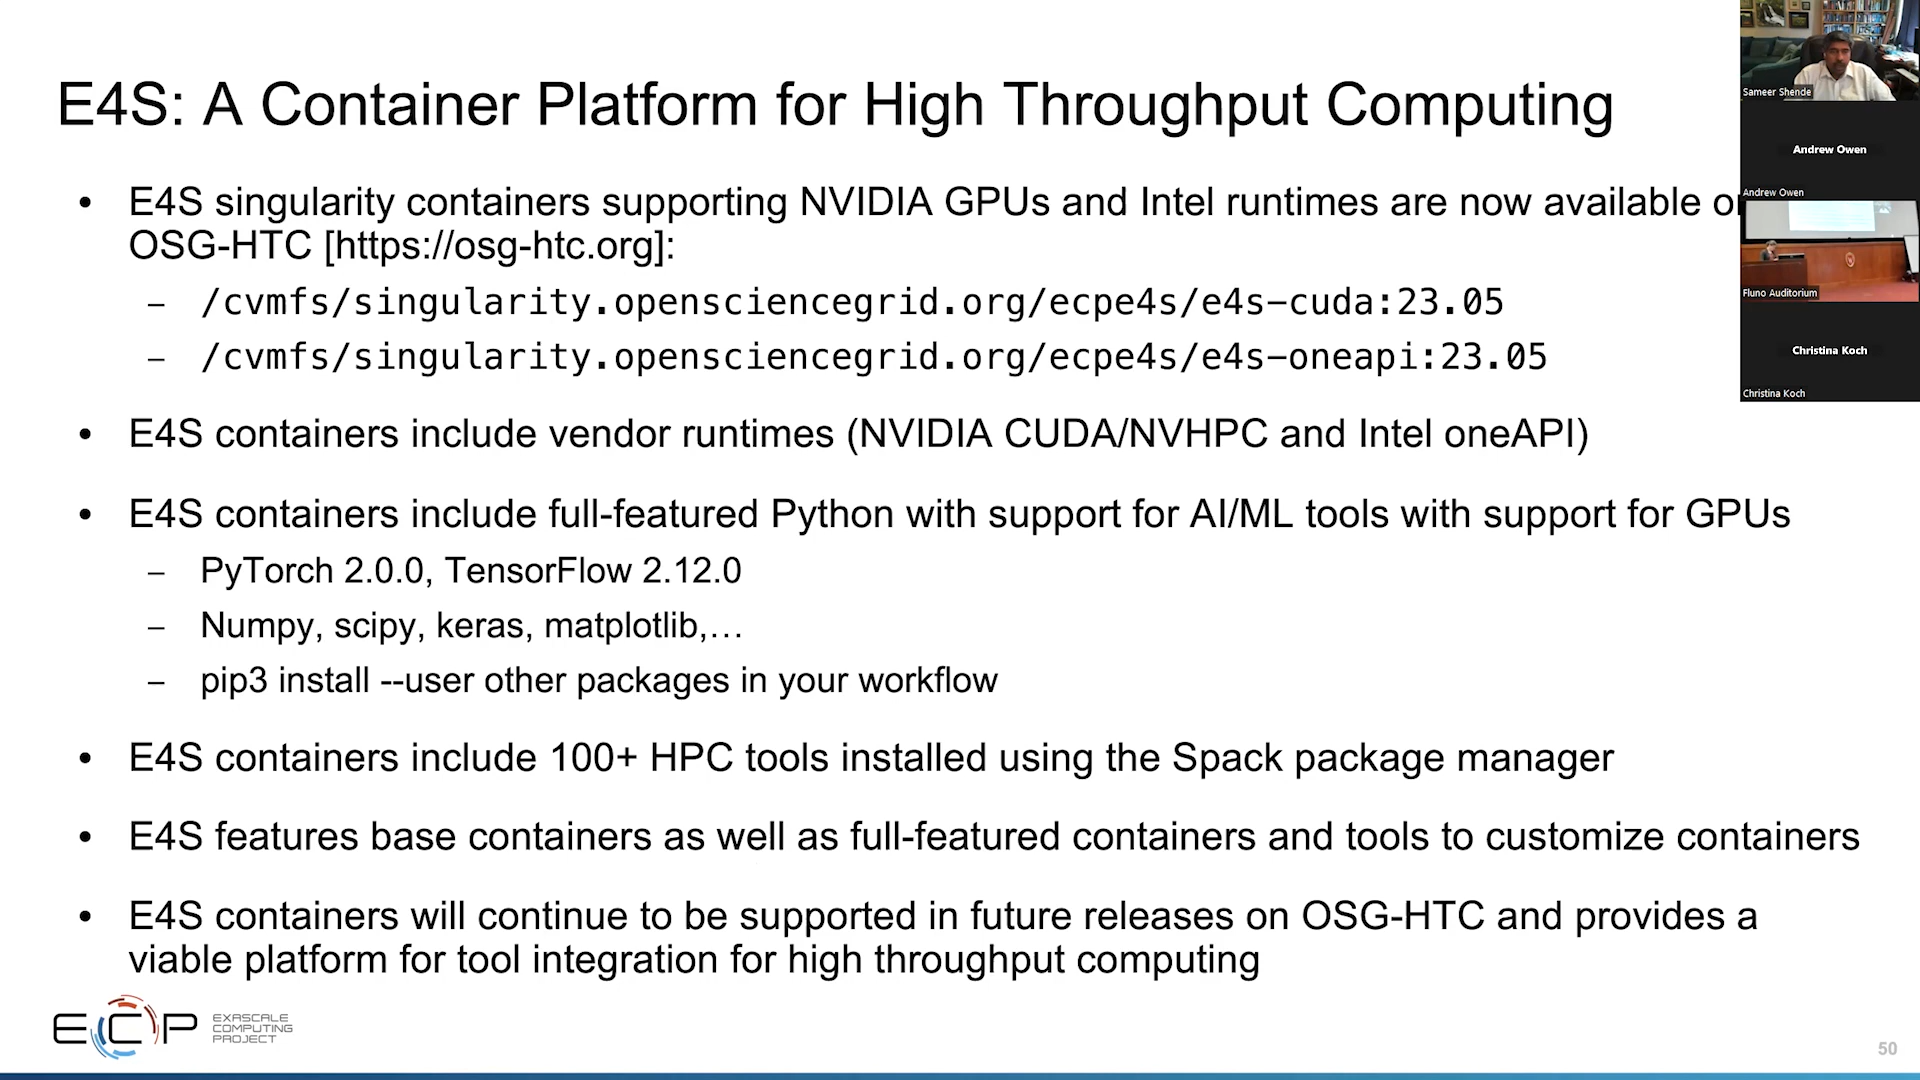 E4S: A Container Platform for High Throughput Computing
• E4S singularity containers supporting NVIDIA GPUs and Intel runtimes are now available
OSG-HTC [https://osg-htc.org]:
– /cvmfs/singularity.opensciencegrid.org/ecpe4s/e4s-cuda:23.05
– /cvmfs/singularity.opensciencegrid.org/ecpe4s/e4s-oneapi:23.05
• E4S containers include vendor runtimes (NVIDIA CUDA/NVHPC and Intel oneAPI)
• E4S containers include full-featured Python with support for AI/ML tools with support for GPUs
– PyTorch 2.0.0, TensorFlow 2.12.0
– Numpy, scipy, keras, matplotlib,…
– pip3 install --user other packages in your workflow
• E4S containers include 100+ HPC tools installed using the Spack package manager
• E4S features base containers as well as full-featured containers and tools to customize containers
• E4S containers will continue to be supported in future releases on OSG-HTC and provides a
viable platform for tool integration for high throughput computing
ECP
EXASCALE
COMPUTING
PROJECT
50
Sameer Shende
Andrew Owen
Andrew Owen
Fluno Auditorium
Christina Koch
Christina Koch